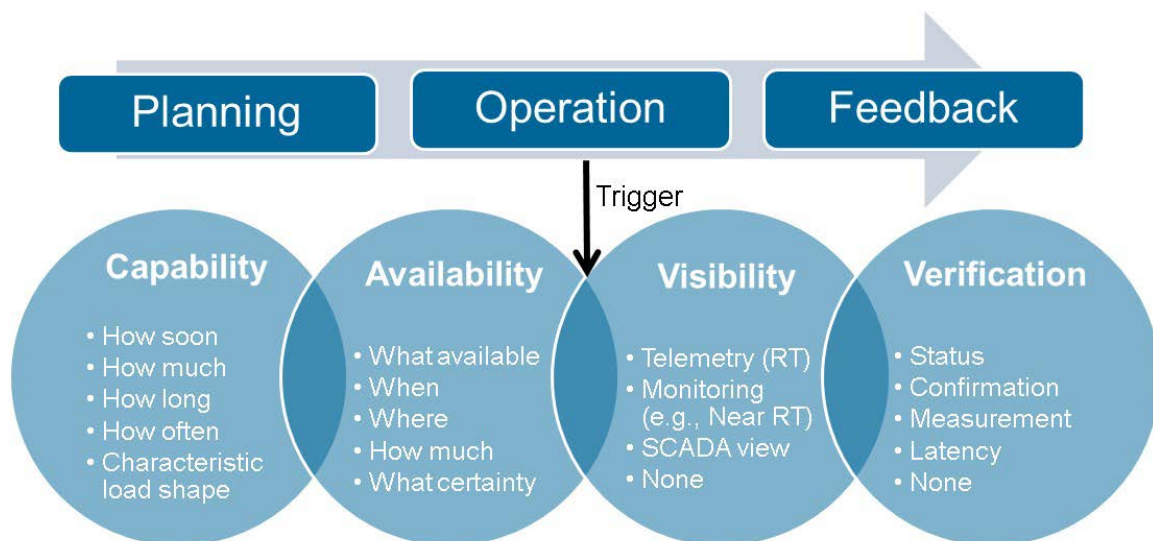 Planning
Operation
Feedback
Trigger
Capability
• How soon
• How much
• How long
• How often
• Characteristic
load shape
Availability
• What available
• When
• Where
• How much
• What certainty
Visibility
• Telemetry (RT)
• Monitoring
(e.g., Near RT)
• SCADA view
• None
Verification
• Status
• Confirmation
• Measurement
• Latency
• None